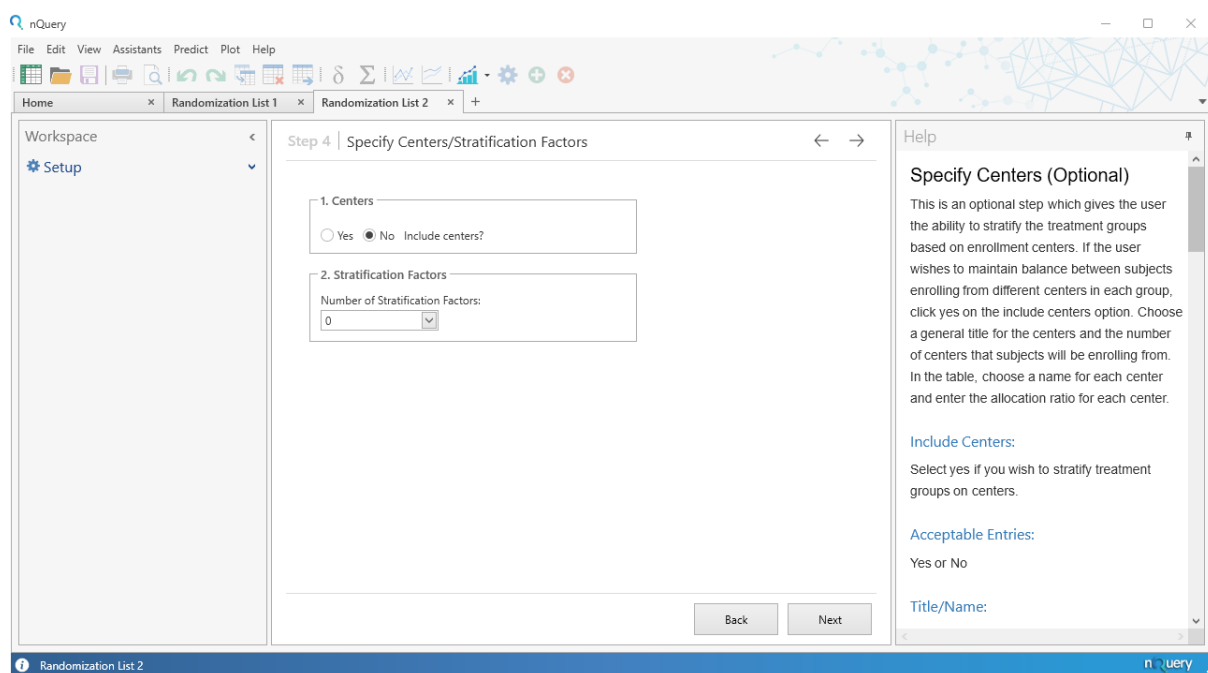 nQuery
File Edit View Assistants Predict Plot Help
Home × Randomization List 1 × Randomization List 2 × +
Workspace
Setup
Step 4 | Specify Centers/Stratification Factors
1. Centers
Yes No Include centers?
2. Stratification Factors
Number of Stratification Factors:
0
Back Next
Help
Specify Centers (Optional)
This is an optional step which gives the user
the ability to stratify the treatment groups
based on enrollment centers. If the user
wishes to maintain balance between subjects
enrolling from different centers in each group,
click yes on the include centers option. Choose
a general title for the centers and the number
of centers that subjects will be enrolling from.
In the table, choose a name for each center
and enter the allocation ratio for each center.
Include Centers:
Select yes if you wish to stratify treatment
groups on centers.
Acceptable Entries:
Yes or No
Title/Name:
Randomization List 2
nQuery